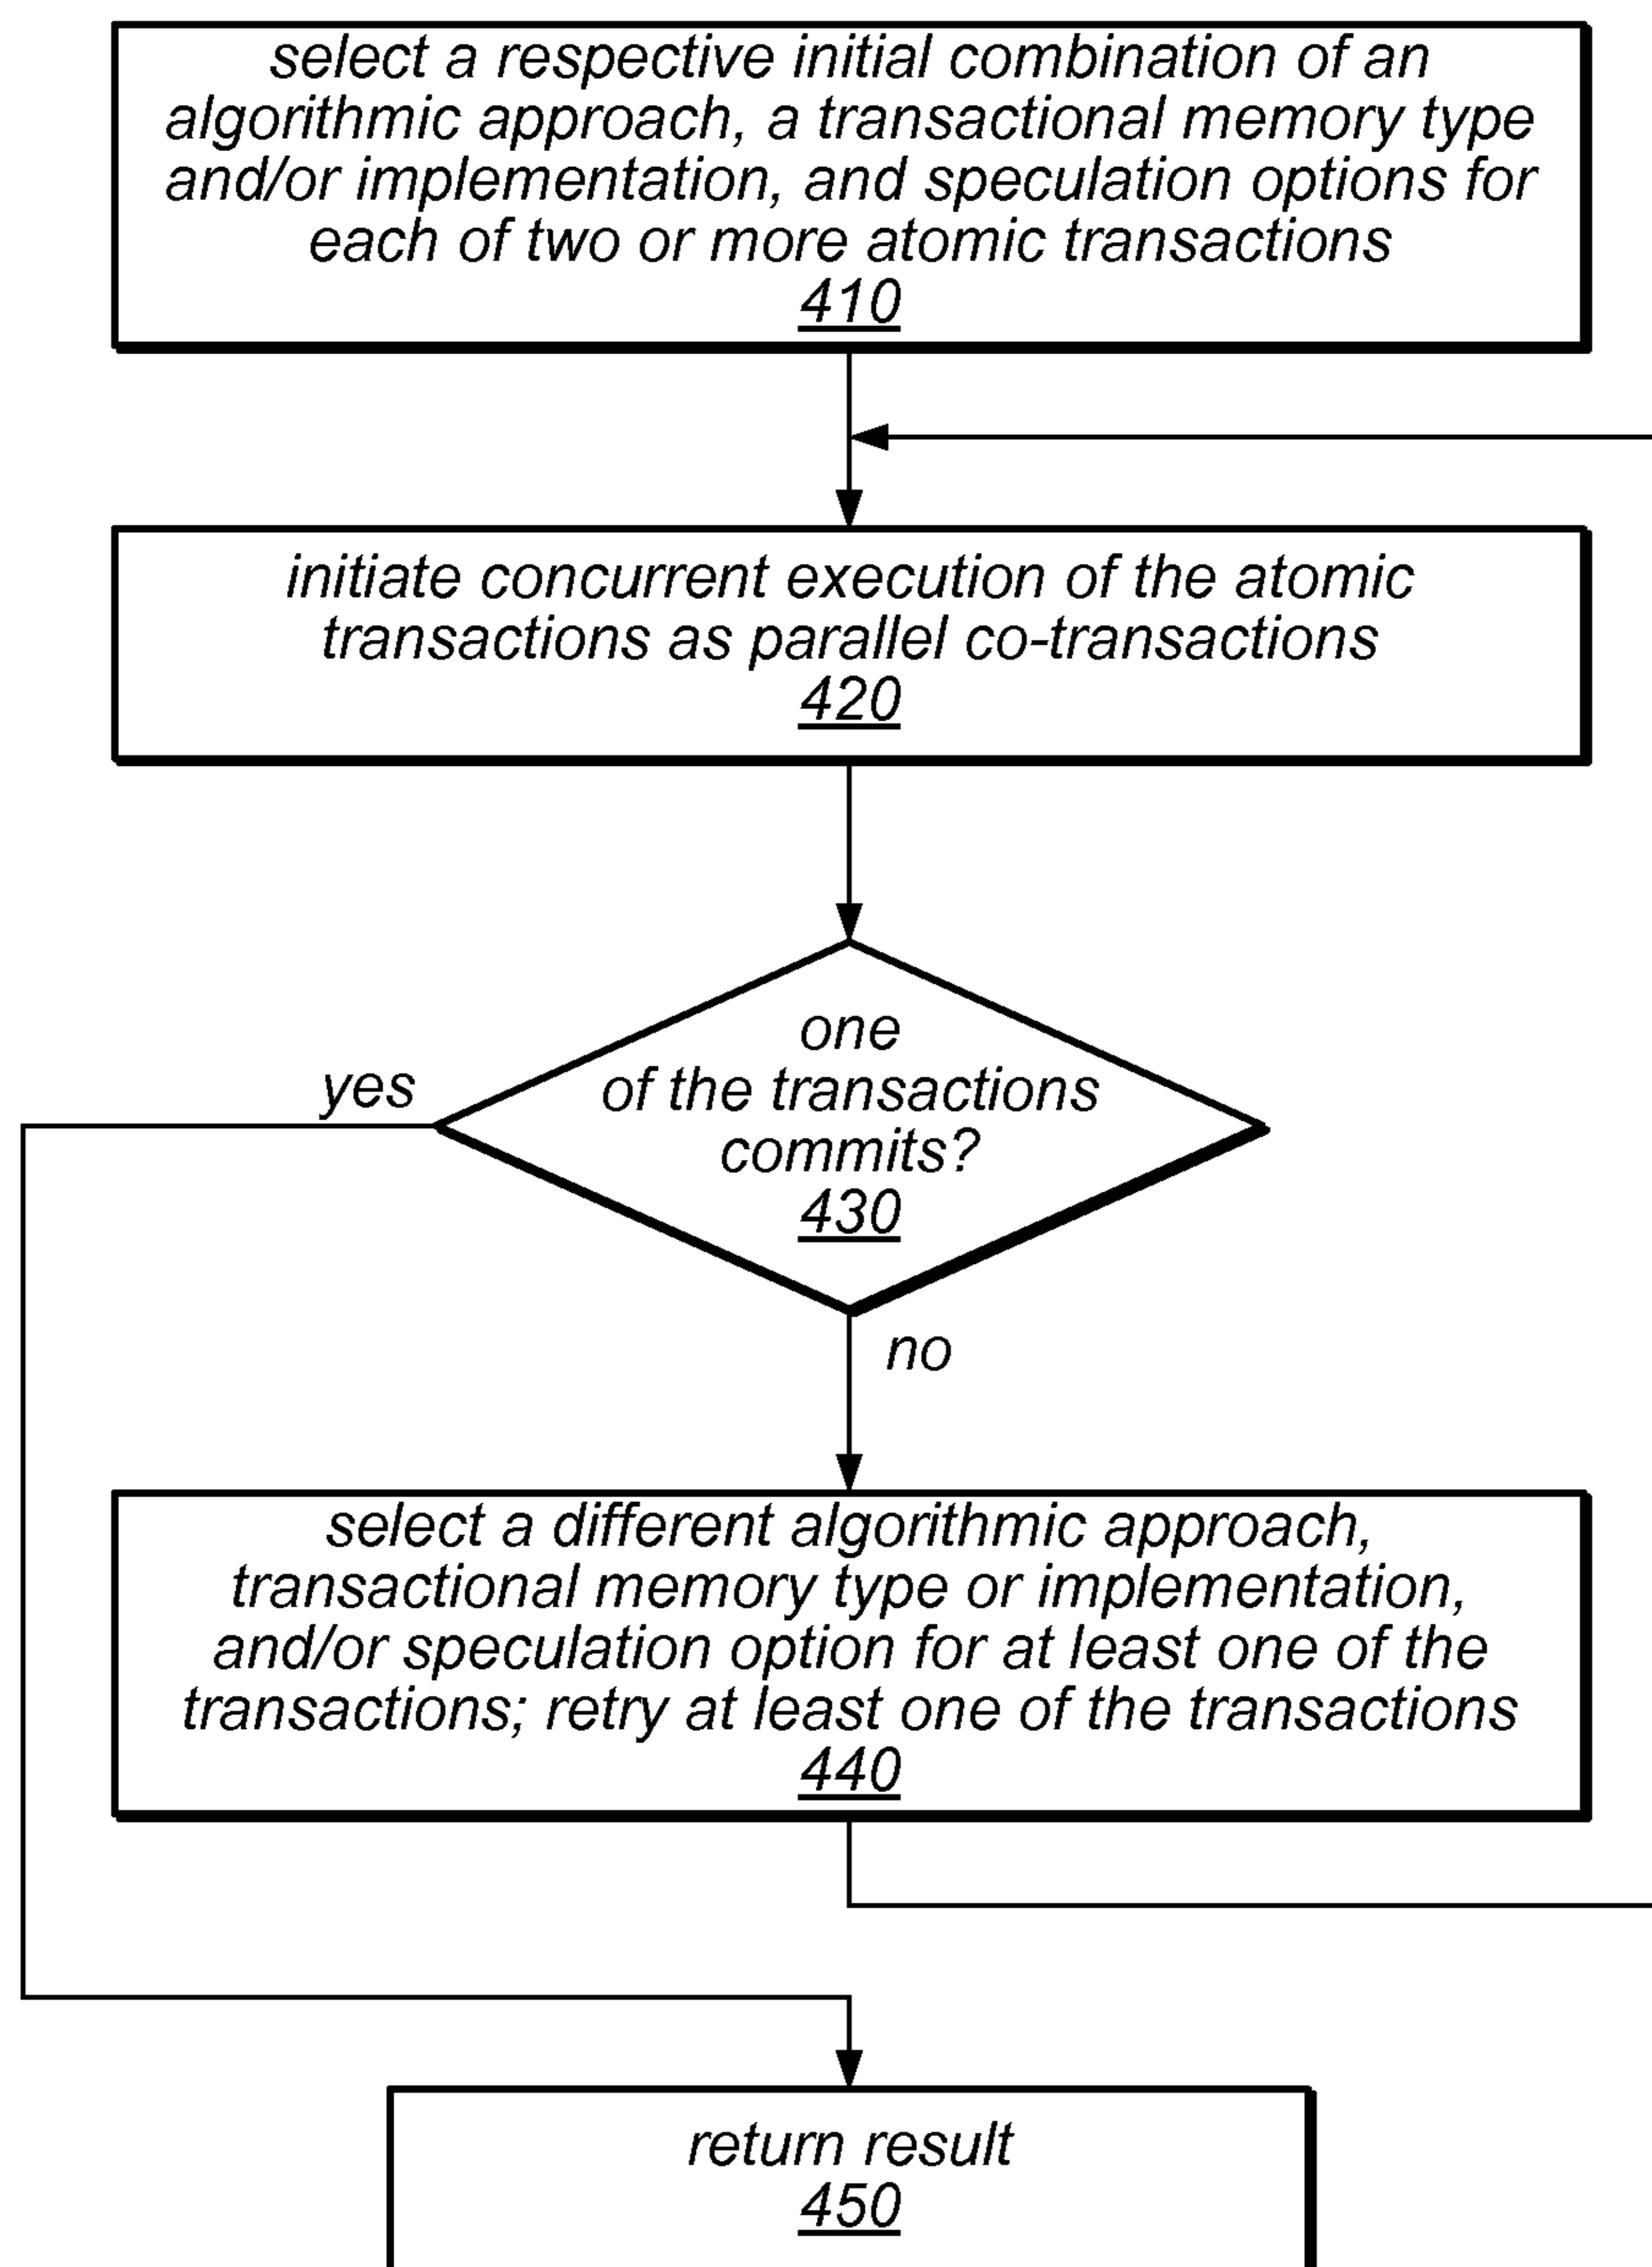 select a respective initial combination of an
algorithmic approach, a transactional memory type
and/or implementation, and speculation options for
each of two or more atomic transactions
410
initiate concurrent execution of the atomic
transactions as parallel co-transactions
420
one
of the transactions
commits?
430
yes
no
select a different algorithmic approach,
transactional memory type or implementation,
and/or speculation option for at least one of the
transactions; retry at least one of the transactions
440
return result
450